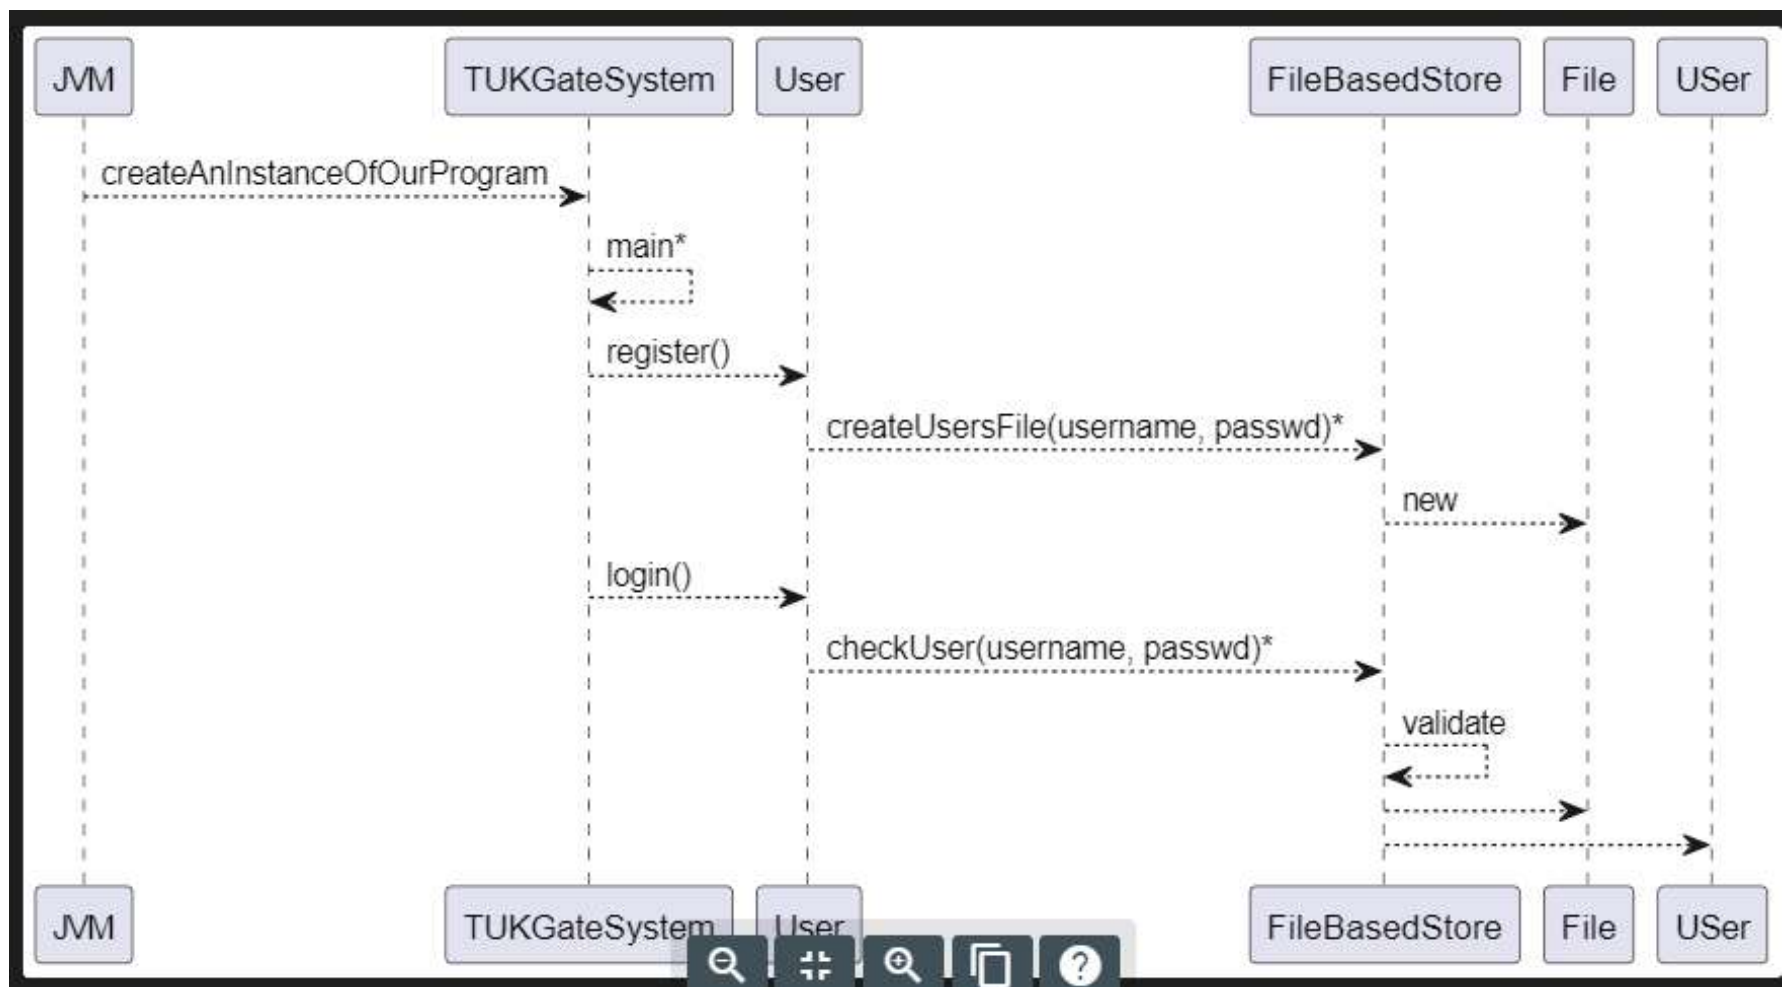 JVM
TUKGateSystem
User
FileBasedStore
File
USer
createAnInstanceOfOurProgram
main*
register()
createUsersFile(username, passwd)*
new
login()
checkUser(username, passwd)*
validate
JVM
TUKGateSystem
User
FileBasedStore
File
USer
?